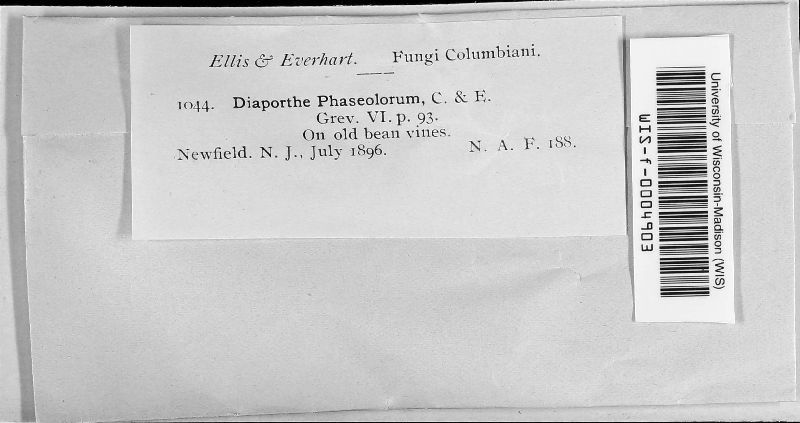 Ellis & Everhart. Fungi Columbiani.
1044. Diaporthe Phaseolorum, C. & E.
Grev. VI. p. 93.
On old bean vines.
Newfield. N. J., July 1896. N. A. F. 188.
University of Wisconsin-Madison (WIS)
WIS-f-0004903